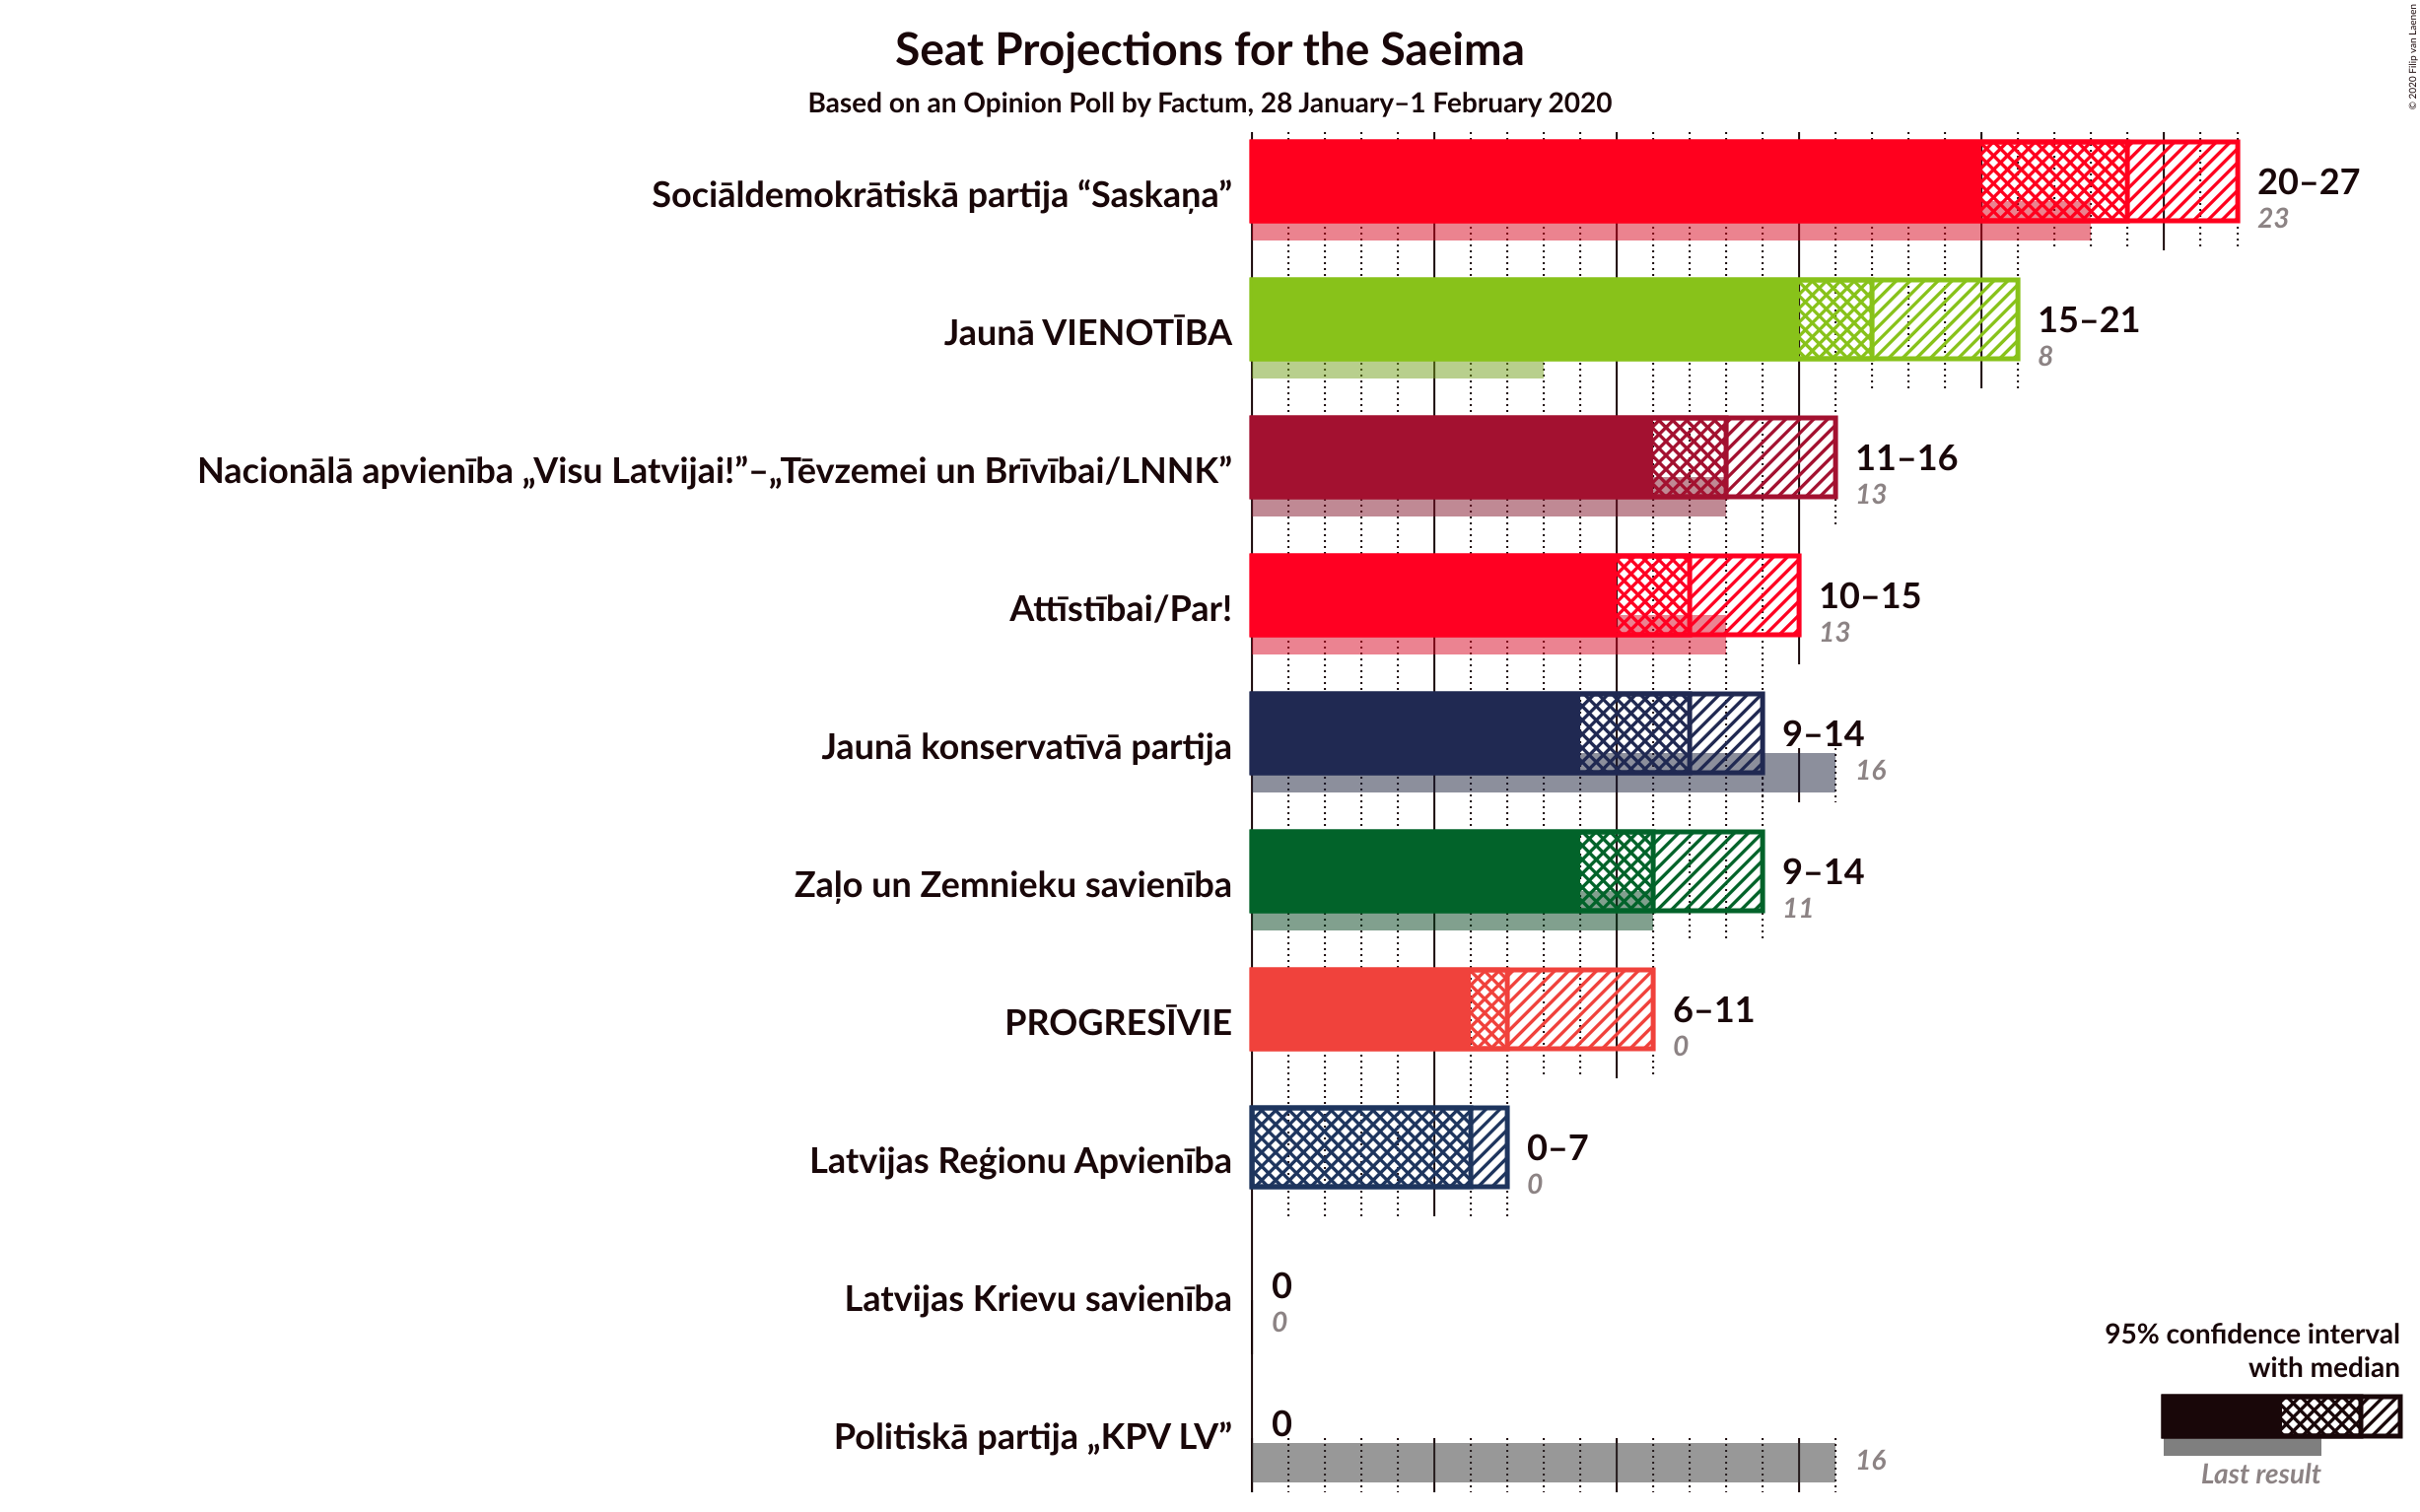 Seat Projections for the Saeima
Based on an Opinion Poll by Factum, 28 January–1 February 2020
© 2020 Filip van Laenen
Sociāldemokrātiskā partija “Saskaņa”
20–27
23
Jaunā VIENOTĪBA
15–21
8
Nacionālā apvienība „Visu Latvijai!”–„Tēvzemei un Brīvībai/LNNK”
11–16
13
Attīstībai/Par!
10–15
13
Jaunā konservatīvā partija
9–14
16
Zaļo un Zemnieku savienība
9–14
11
PROGRESĪVIE
6–11
0
Latvijas Reģionu Apvienība
0–7
0
Latvijas Krievu savienība
0
0
Politiskā partija „KPV LV”
0
16
95% confidence interval
with median
Last result